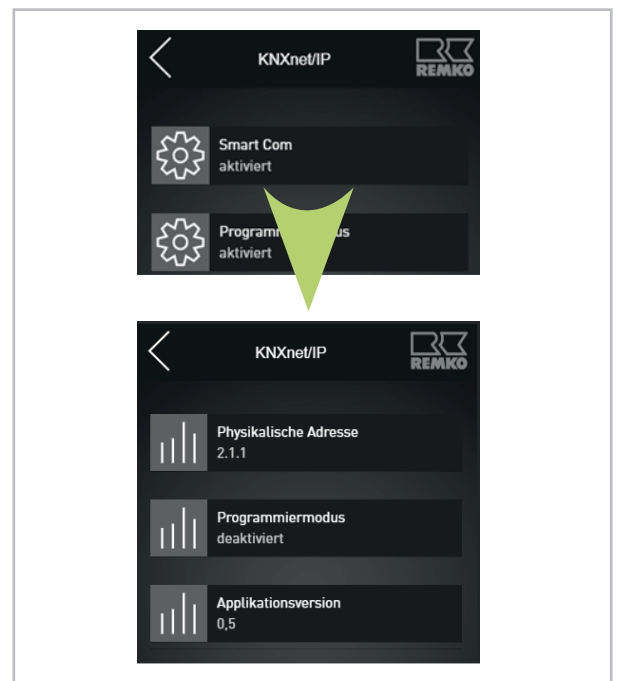 KNXnet/IP
REMKO
Smart Com
aktiviert
aktiviert
KNXnet/IP
REMKO
Physikalische Adresse
2.1.1
Programmiermodus
deaktiviert
Applikationsversion
0,5